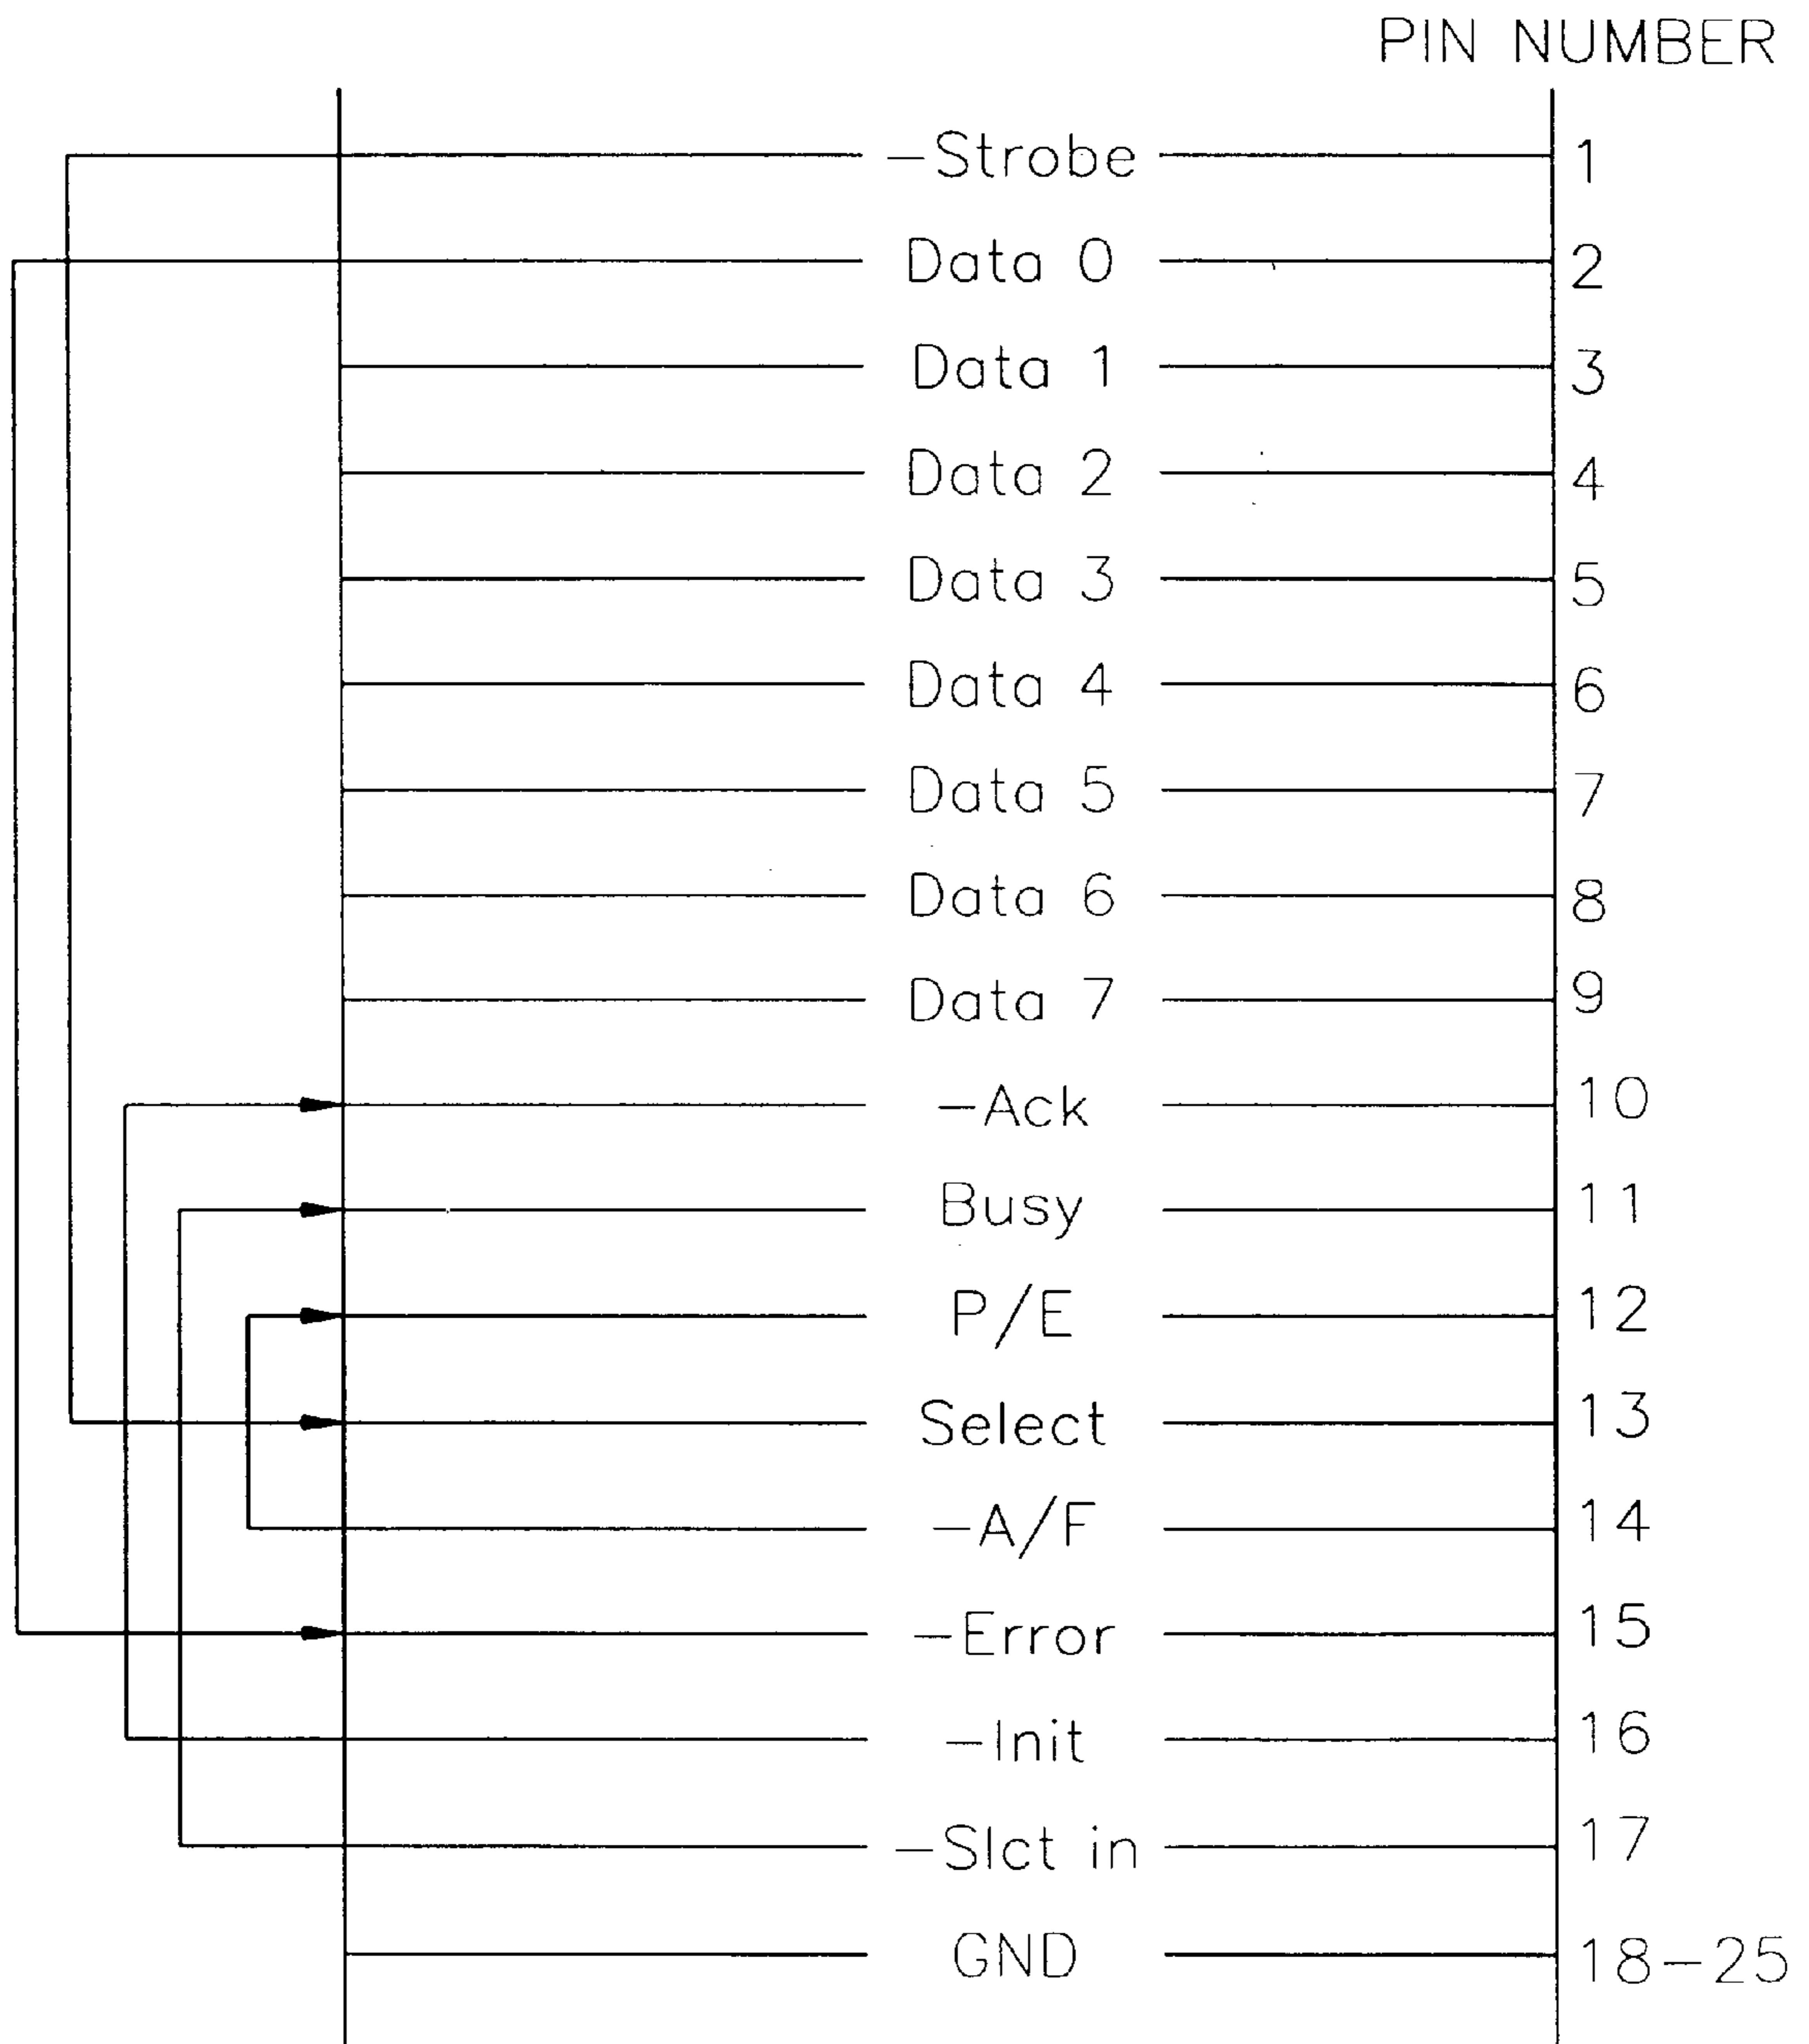 PIN NUMBER
-Strobe 1
Data 0 2
Data 1 3
Data 2 4
Data 3 5
Data 4 6
Data 5 7
Data 6 8
Data 7 9
-Ack 10
Busy 11
P/E 12
Select 13
-A/F 14
-Error 15
-Init 16
-Slct in 17
GND 18-25